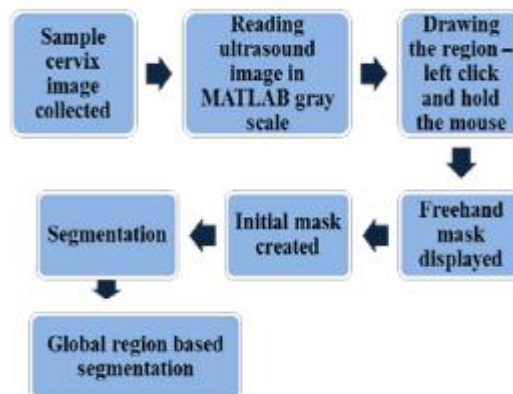 Sample
cervix
image
collected
Reading
ultrasound
image in
MATLAB gray
scale
Drawing
the region –
left click
and hold
the mouse
Freehand
mask
displayed
Initial mask
created
Segmentation
Global region based
segmentation